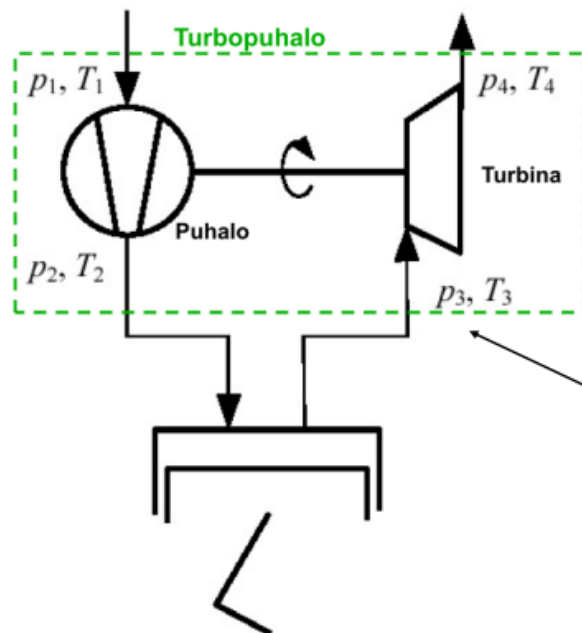 Turbopuhalo
p₁, T₁
p₄, T₄
Turbina
Puhalo
p₂, T₂
p₃, T₃